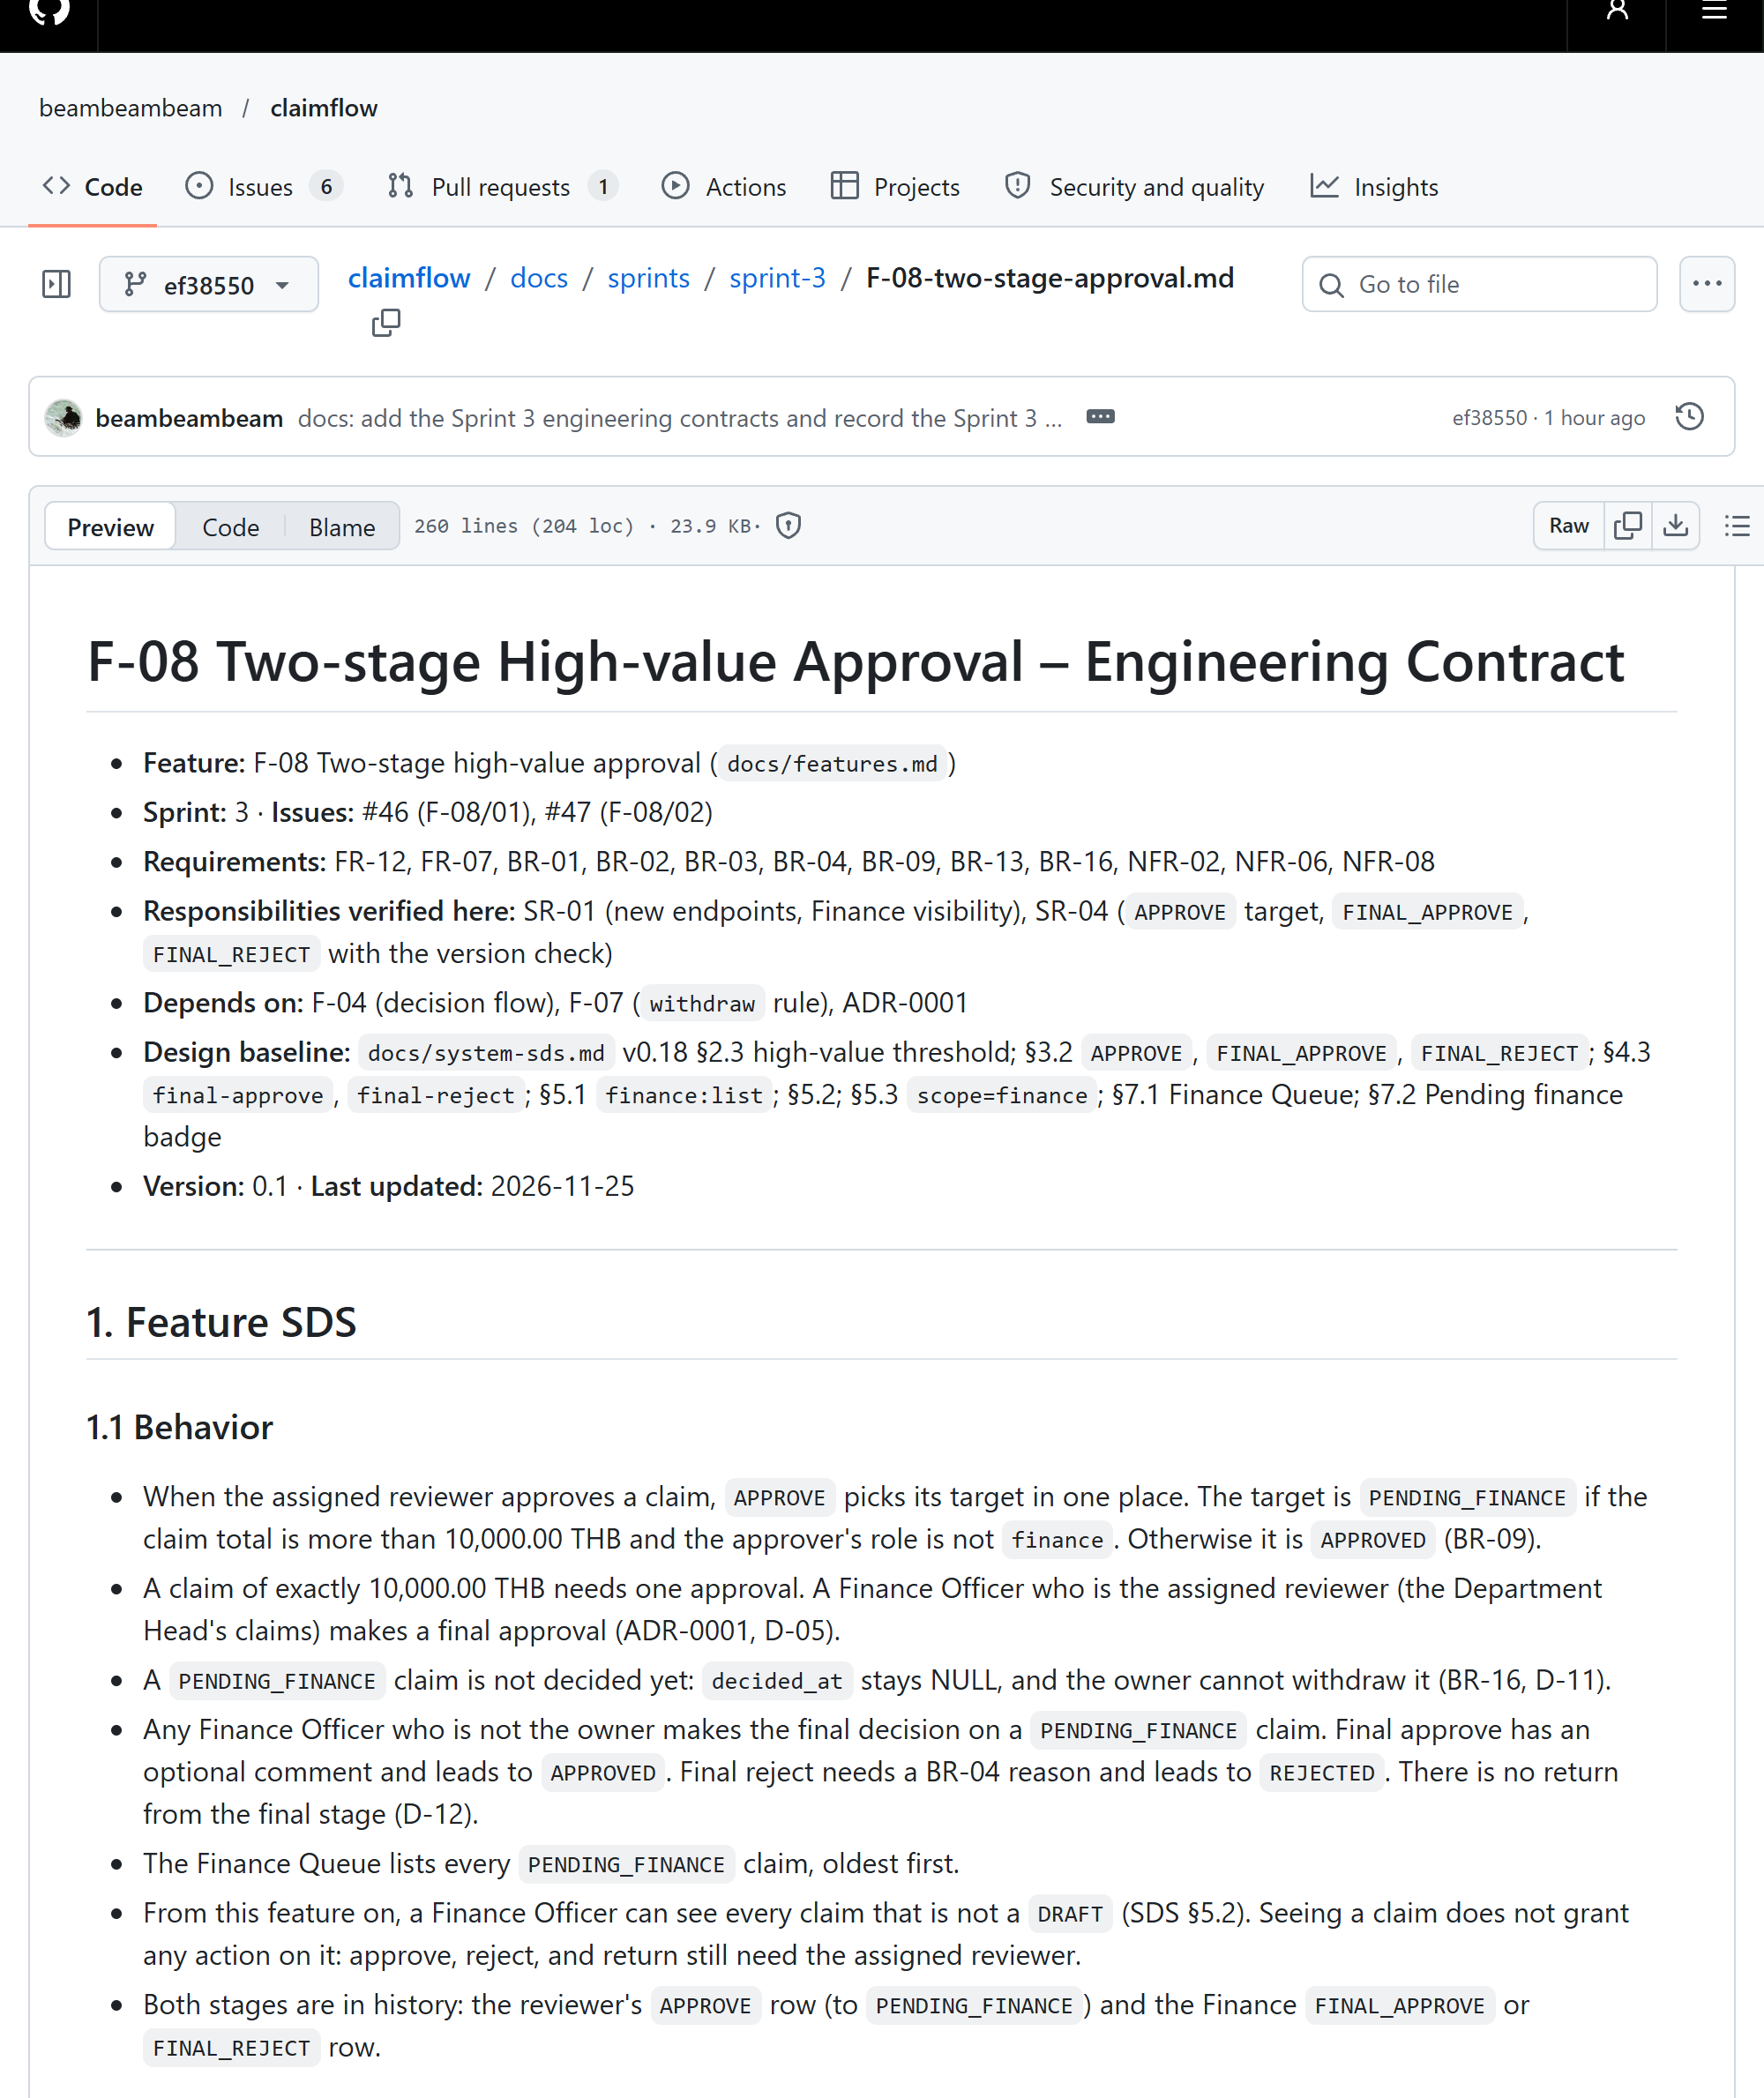 beambeambeam / claimflow
Code Issues 6 Pull requests 1 Actions Projects Security and quality Insights
ef38550 claimflow / docs / sprints / sprint-3 / F-08-two-stage-approval.md Go to file
beambeambeam docs: add the Sprint 3 engineering contracts and record the Sprint 3 ... ef38550 · 1 hour ago
Preview Code Blame 260 lines (204 loc) · 23.9 KB · Raw
F-08 Two-stage High-value Approval – Engineering Contract
• Feature: F-08 Two-stage high-value approval (docs/features.md)
• Sprint: 3 · Issues: #46 (F-08/01), #47 (F-08/02)
• Requirements: FR-12, FR-07, BR-01, BR-02, BR-03, BR-04, BR-09, BR-13, BR-16, NFR-02, NFR-06, NFR-08
• Responsibilities verified here: SR-01 (new endpoints, Finance visibility), SR-04 (APPROVE target, FINAL_APPROVE,
FINAL_REJECT with the version check)
• Depends on: F-04 (decision flow), F-07 (withdraw rule), ADR-0001
• Design baseline: docs/system-sds.md v0.18 §2.3 high-value threshold; §3.2 APPROVE, FINAL_APPROVE, FINAL_REJECT; §4.3
final-approve, final-reject; §5.1 finance:list; §5.2; §5.3 scope=finance; §7.1 Finance Queue; §7.2 Pending finance
badge
• Version: 0.1 · Last updated: 2026-11-25
1. Feature SDS
1.1 Behavior
• When the assigned reviewer approves a claim, APPROVE picks its target in one place. The target is PENDING_FINANCE if the
claim total is more than 10,000.00 THB and the approver's role is not finance. Otherwise it is APPROVED (BR-09).
• A claim of exactly 10,000.00 THB needs one approval. A Finance Officer who is the assigned reviewer (the Department
Head's claims) makes a final approval (ADR-0001, D-05).
• A PENDING_FINANCE claim is not decided yet: decided_at stays NULL, and the owner cannot withdraw it (BR-16, D-11).
• Any Finance Officer who is not the owner makes the final decision on a PENDING_FINANCE claim. Final approve has an
optional comment and leads to APPROVED. Final reject needs a BR-04 reason and leads to REJECTED. There is no return
from the final stage (D-12).
• The Finance Queue lists every PENDING_FINANCE claim, oldest first.
• From this feature on, a Finance Officer can see every claim that is not a DRAFT (SDS §5.2). Seeing a claim does not grant
any action on it: approve, reject, and return still need the assigned reviewer.
• Both stages are in history: the reviewer's APPROVE row (to PENDING_FINANCE) and the Finance FINAL_APPROVE or
FINAL_REJECT row.